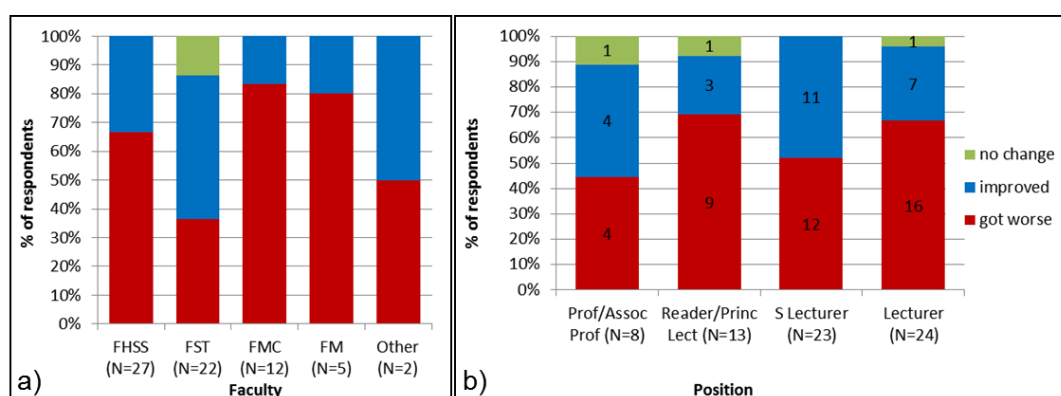 100%
90%
80%
70%
60%
50%
40%
30%
20%
10%
0%
% of respondents
FHSS FST FMC FM Other
(N=27) (N=22) (N=12) (N=5) (N=2)
Faculty
a)
100%
90%
80%
70%
60%
50%
40%
30%
20%
10%
0%
% of respondents
1 1 1
4 3 11 7
4 9 12 16
Prof/Assoc Reader/Princ S Lecturer Lecturer
Prof (N=8) Lect (N=13) (N=23) (N=24)
Position
b)
no change
improved
got worse